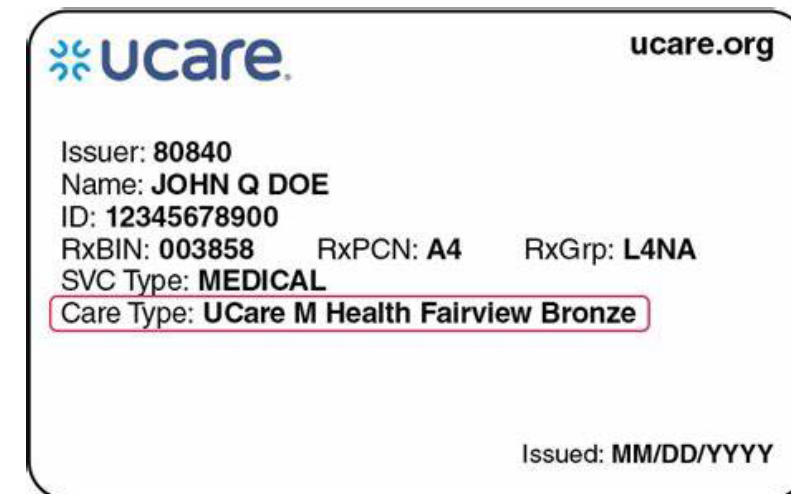 ucare.
ucare.org
Issuer: 80840
Name: JOHN Q DOE
ID: 12345678900
RxBIN: 003858 RxPCN: A4 RxGrp: L4NA
SVC Type: MEDICAL
Care Type: UCare M Health Fairview Bronze
Issued: MM/DD/YYYY